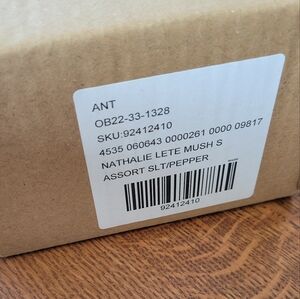 ANT
OB22-33-1328
SKU:92412410
4535 060643 0000261 0000 09817
NATHALIE LETE MUSH S
ASSORT SLT/PEPPER
92412410